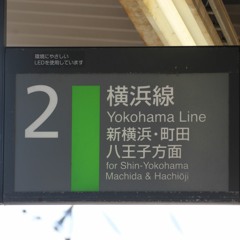 環境にやさしい
LEDを使用しています
2
横浜線
Yokohama Line
新横浜・町田
八王子方面
for Shin-Yokohama
Machida & Hachiōji